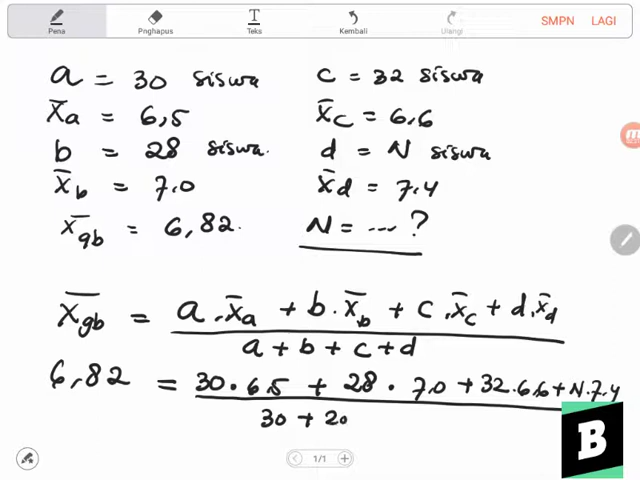 Pena Pnghapus Teks Kembali Ulangi SMPN LAGI
a = 30 siswa c = 32 siswa
x̄a = 6,5 x̄c = 6,6
b = 28 siswa. d = N siswa
x̄b = 7,0 x̄d = 7,4
x̄gb = 6,82. N = ... ?
x̄gb = a . x̄a + b . x̄b + c . x̄c + d . x̄d
a + b + c + d
6,82 = 30 . 6,5 + 28 . 7,0 + 32 . 6,6 + N . 7,4
30 + 20
1/1
B